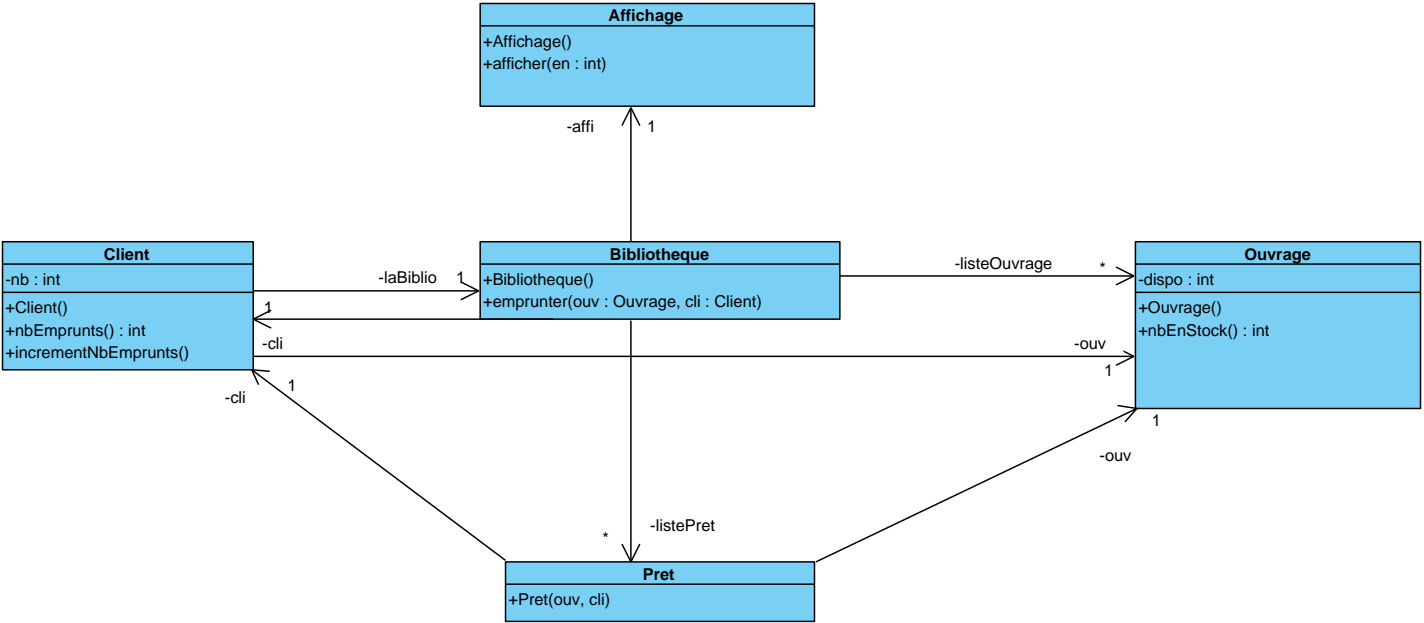 Affichage
+Affichage()
+afficher(en : int)
-affi
1
Client
-nb : int
+Client()
+nbEmprunts() : int
+incrementNbEmprunts()
-laBiblio
1
1
-cli
Bibliotheque
+Bibliotheque()
+emprunter(ouv : Ouvrage, cli : Client)
-listeOuvrage
*
-ouv
1
Ouvrage
-dispo : int
+Ouvrage()
+nbEnStock() : int
-cli
1
1
-ouv
-listePret
*
Pret
+Pret(ouv, cli)